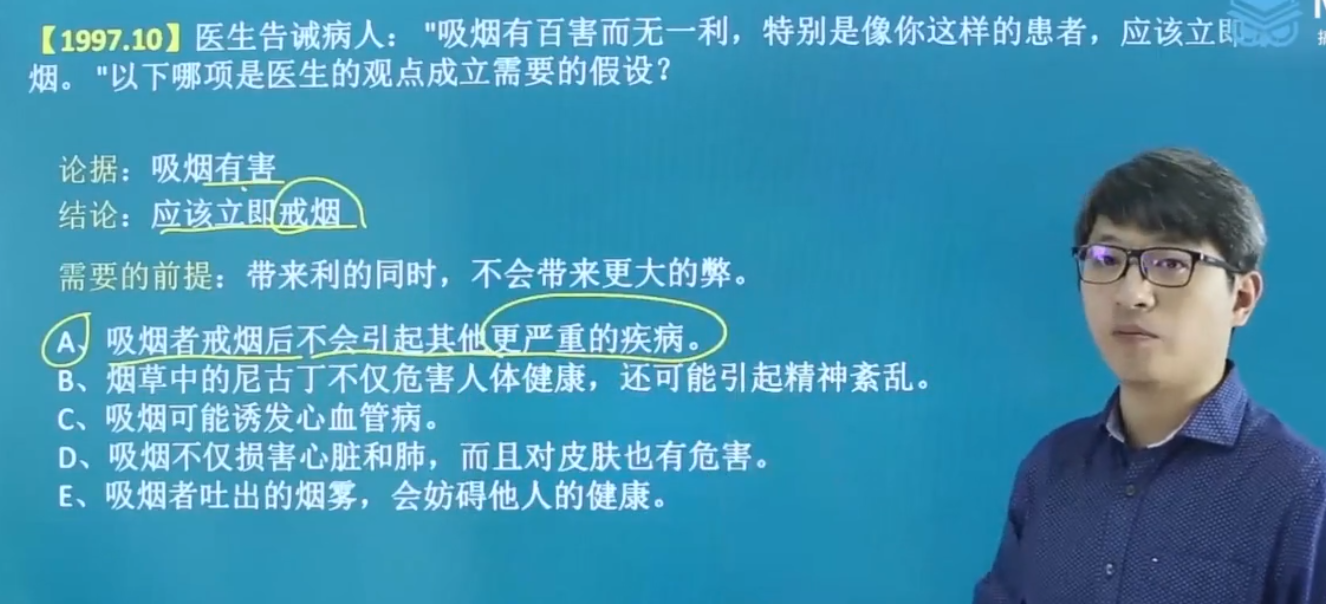 【1997.10】医生告诫病人："吸烟有百害而无一利，特别是像你这样的患者，应该立即
烟。"以下哪项是医生的观点成立需要的假设？
论据：吸烟有害
结论：应该立即戒烟
需要的前提：带来利的同时，不会带来更大的弊。
A、吸烟者戒烟后不会引起其他更严重的疾病。
B、烟草中的尼古丁不仅危害人体健康，还可能引起精神紊乱。
C、吸烟可能诱发心血管病。
D、吸烟不仅损害心脏和肺，而且对皮肤也有危害。
E、吸烟者吐出的烟雾，会妨碍他人的健康。